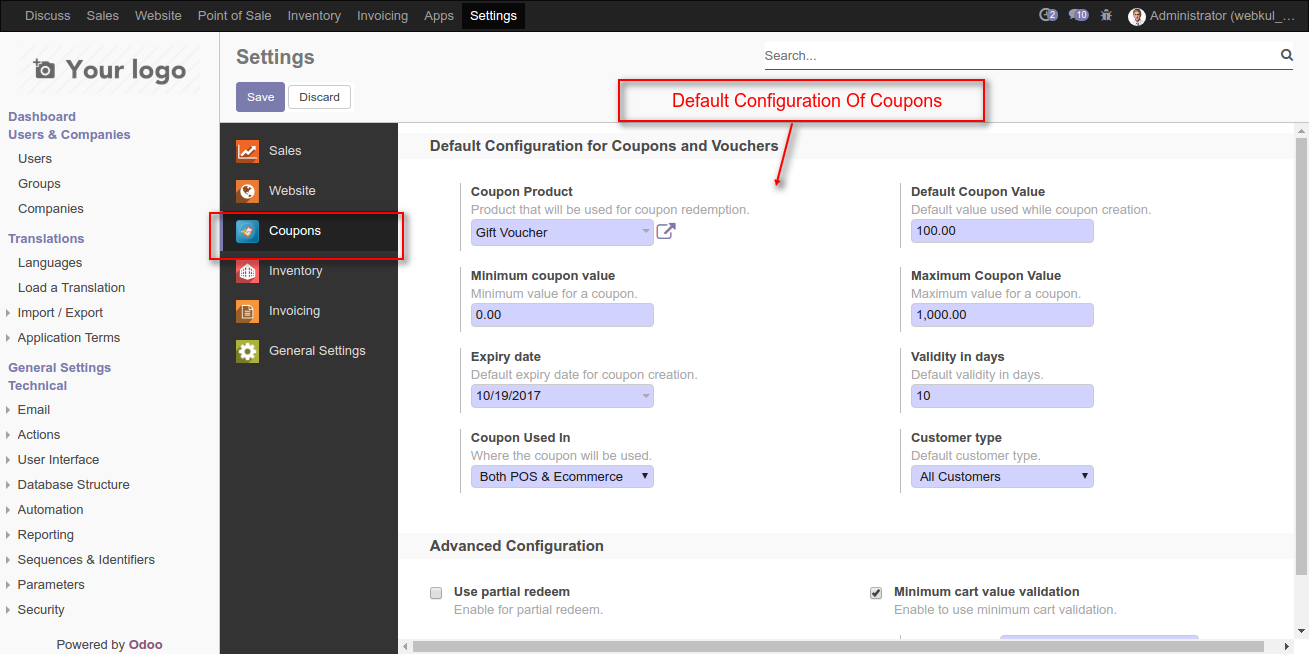 Discuss Sales Website Point of Sale Inventory Invoicing Apps Settings 2 10 Administrator (webkul_...
Your logo
Settings
Search...
Save Discard
Default Configuration Of Coupons
Dashboard
Users & Companies
Users
Groups
Companies
Translations
Languages
Load a Translation
Import / Export
Application Terms
General Settings
Technical
Email
Actions
User Interface
Database Structure
Automation
Reporting
Sequences & Identifiers
Parameters
Security
Powered by Odoo
Sales
Website
Coupons
Inventory
Invoicing
General Settings
Default Configuration for Coupons and Vouchers
Coupon Product
Product that will be used for coupon redemption.
Gift Voucher
Default Coupon Value
Default value used while coupon creation.
100.00
Minimum coupon value
Minimum value for a coupon.
0.00
Maximum Coupon Value
Maximum value for a coupon.
1,000.00
Expiry date
Default expiry date for coupon creation.
10/19/2017
Validity in days
Default validity in days.
10
Coupon Used In
Where the coupon will be used.
Both POS & Ecommerce
Customer type
Default customer type.
All Customers
Advanced Configuration
Use partial redeem
Enable for partial redeem.
Minimum cart value validation
Enable to use minimum cart validation.